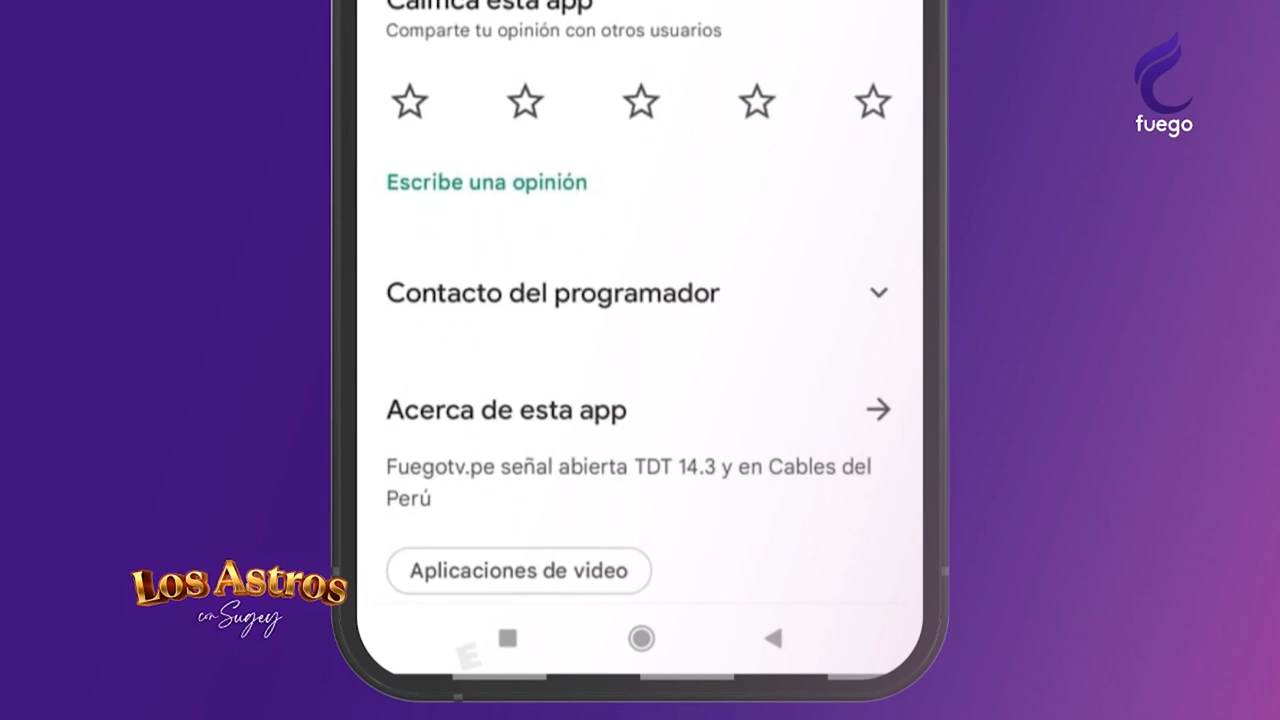 Califica esta app
Comparte tu opinión con otros usuarios
fuego
Escribe una opinión
Contacto del programador
Acerca de esta app
Fuegotv.pe señal abierta TDT 14.3 y en Cables del
Perú
Aplicaciones de video
Los Astros
con Sugey
E